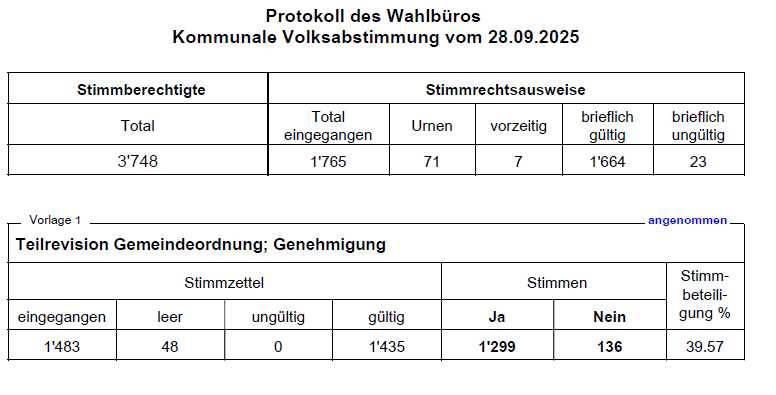 Protokoll des Wahlbüros
Kommunale Volksabstimmung vom 28.09.2025
Stimmberechtigte Stimmrechtsausweise
Total Total eingegangen Urnen vorzeitig brieflich gültig brieflich ungültig
3'748 1'765 71 7 1'664 23
Vorlage 1 angenommen
Teilrevision Gemeindeordnung; Genehmigung
Stimmzettel Stimmen Stimm-beteili-gung %
eingegangen leer ungültig gültig Ja Nein
1'483 48 0 1'435 1'299 136 39.57